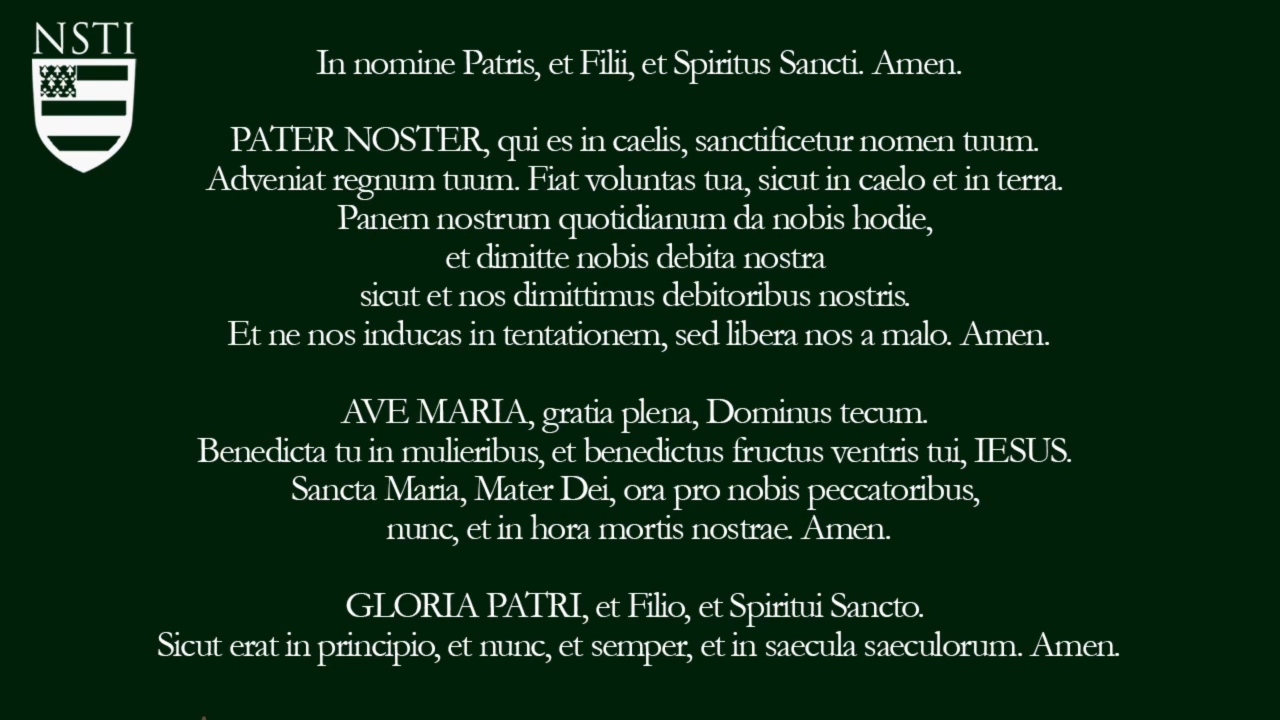 NSTI
In nomine Patris, et Filii, et Spiritus Sancti. Amen.
PATER NOSTER, qui es in caelis, sanctificetur nomen tuum.
Adveniat regnum tuum. Fiat voluntas tua, sicut in caelo et in terra.
Panem nostrum quotidianum da nobis hodie,
et dimitte nobis debita nostra
sicut et nos dimittimus debitoribus nostris.
Et ne nos inducas in tentationem, sed libera nos a malo. Amen.
AVE MARIA, gratia plena, Dominus tecum.
Benedicta tu in mulieribus, et benedictus fructus ventris tui, IESUS.
Sancta Maria, Mater Dei, ora pro nobis peccatoribus,
nunc, et in hora mortis nostrae. Amen.
GLORIA PATRI, et Filio, et Spiritui Sancto.
Sicut erat in principio, et nunc, et semper, et in saecula saeculorum. Amen.